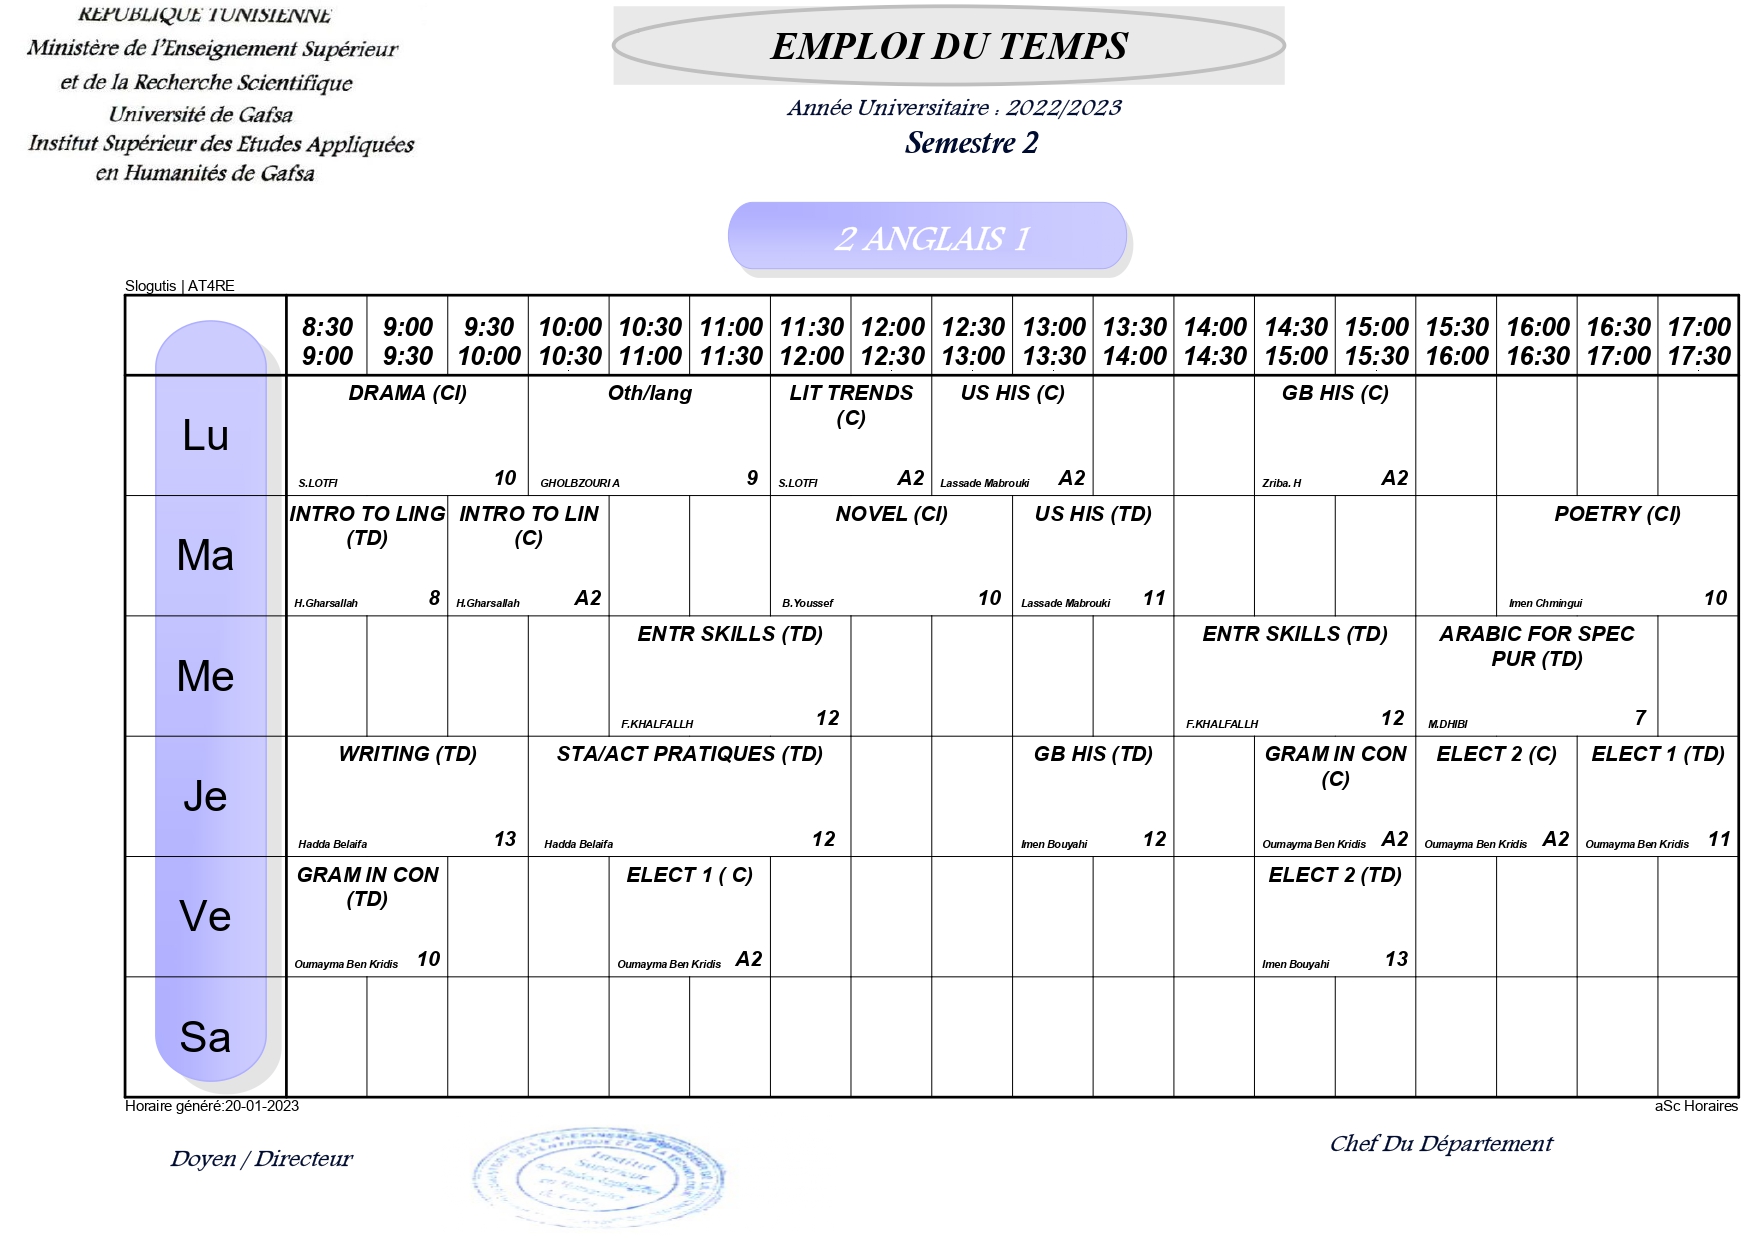 REPUBLIQUE TUNISIENNE
Ministère de l'Enseignement Supérieur
et de la Recherche Scientifique
Université de Gafsa
Institut Supérieur des Etudes Appliquées
en Humanités de Gafsa
EMPLOI DU TEMPS
Année Universitaire : 2022/2023
Semestre 2
2 ANGLAIS 1
Slogutis | AT4RE
8:30 9:00 9:30 10:00 10:30 11:00 11:30 12:00 12:30 13:00 13:30 14:00 14:30 15:00 15:30 16:00 16:30 17:00
9:00 9:30 10:00 10:30 11:00 11:30 12:00 12:30 13:00 13:30 14:00 14:30 15:00 15:30 16:00 16:30 17:00 17:30
Lu
DRAMA (CI)
S.LOTFI 10
Oth/lang
GHOLBZOURI A 9
LIT TRENDS
(C)
S.LOTFI A2
US HIS (C)
Lassade Mabrouki A2
GB HIS (C)
Zriba. H A2
Ma
INTRO TO LING
(TD)
H.Gharsallah 8
INTRO TO LIN
(C)
H.Gharsallah A2
NOVEL (CI)
B.Youssef 10
US HIS (TD)
Lassade Mabrouki 11
POETRY (CI)
Imen Chmingui 10
Me
ENTR SKILLS (TD)
F.KHALFALLH 12
ENTR SKILLS (TD)
F.KHALFALLH 12
ARABIC FOR SPEC
PUR (TD)
M.DHIBI 7
Je
WRITING (TD)
Hadda Belaifa 13
STA/ACT PRATIQUES (TD)
Hadda Belaifa 12
GB HIS (TD)
Imen Bouyahi 12
GRAM IN CON
(C)
Oumayma Ben Kridis A2
ELECT 2 (C)
Oumayma Ben Kridis A2
ELECT 1 (TD)
Oumayma Ben Kridis 11
Ve
GRAM IN CON
(TD)
Oumayma Ben Kridis 10
ELECT 1 ( C)
Oumayma Ben Kridis A2
ELECT 2 (TD)
Imen Bouyahi 13
Sa
Horaire généré:20-01-2023
aSc Horaires
Doyen / Directeur
Chef Du Département
Institut
Supérieur
des Etudes Appliquées
en Humanités
de Gafsa